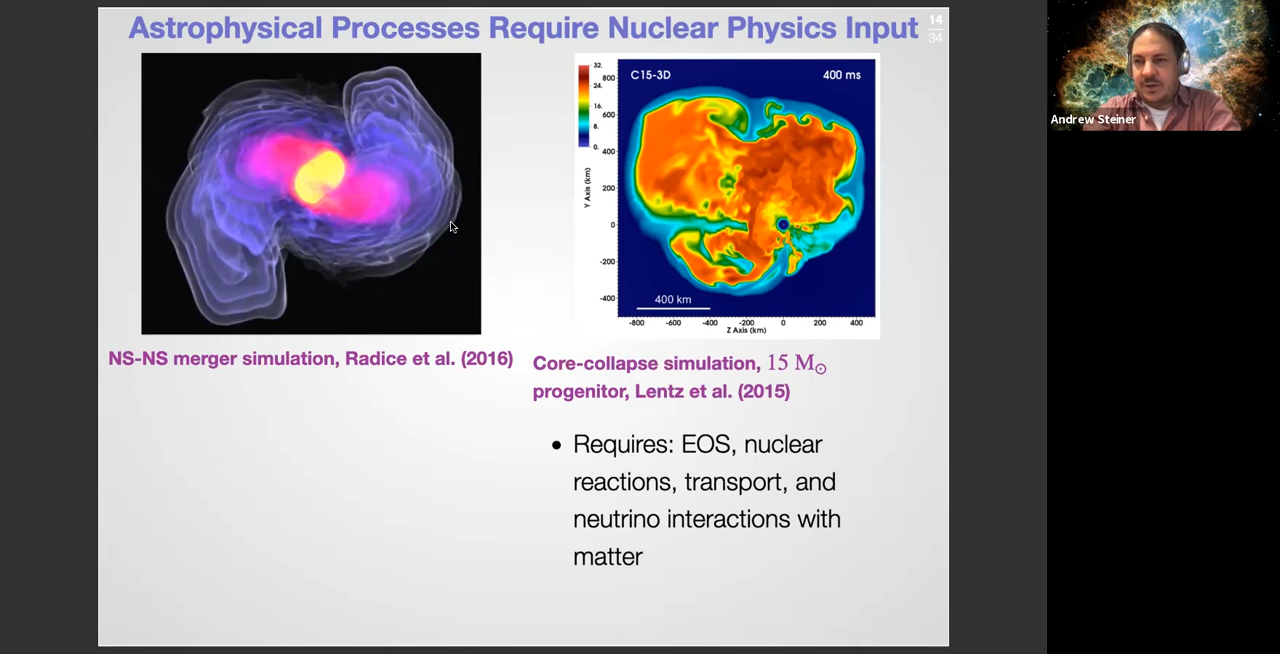 Astrophysical Processes Require Nuclear Physics Input
14
34
C15-3D
400 ms
32.
24.
16.
8.
0.
800
600
400
200
0
-200
-400
Y Axis (km)
400 km
-800 -600 -400 -200 0 200 400
Z Axis (km)
NS-NS merger simulation, Radice et al. (2016)
Core-collapse simulation, 15 M☉
progenitor, Lentz et al. (2015)
• Requires: EOS, nuclear
reactions, transport, and
neutrino interactions with
matter
Andrew Steiner